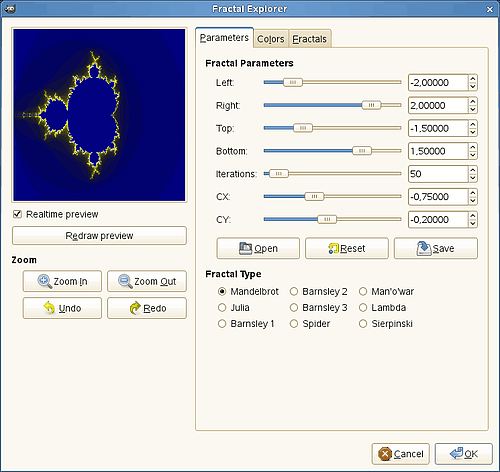 Fractal Explorer
Parameters Colors Fractals
Fractal Parameters
Left: -2,00000
Right: 2,00000
Top: -1,50000
Bottom: 1,50000
Iterations: 50
CX: -0,75000
CY: -0,20000
Open Reset Save
Realtime preview
Redraw preview
Zoom
Zoom In Zoom Out
Undo Redo
Fractal Type
Mandelbrot Barnsley 2 Man'o'war
Julia Barnsley 3 Lambda
Barnsley 1 Spider Sierpinski
Cancel OK